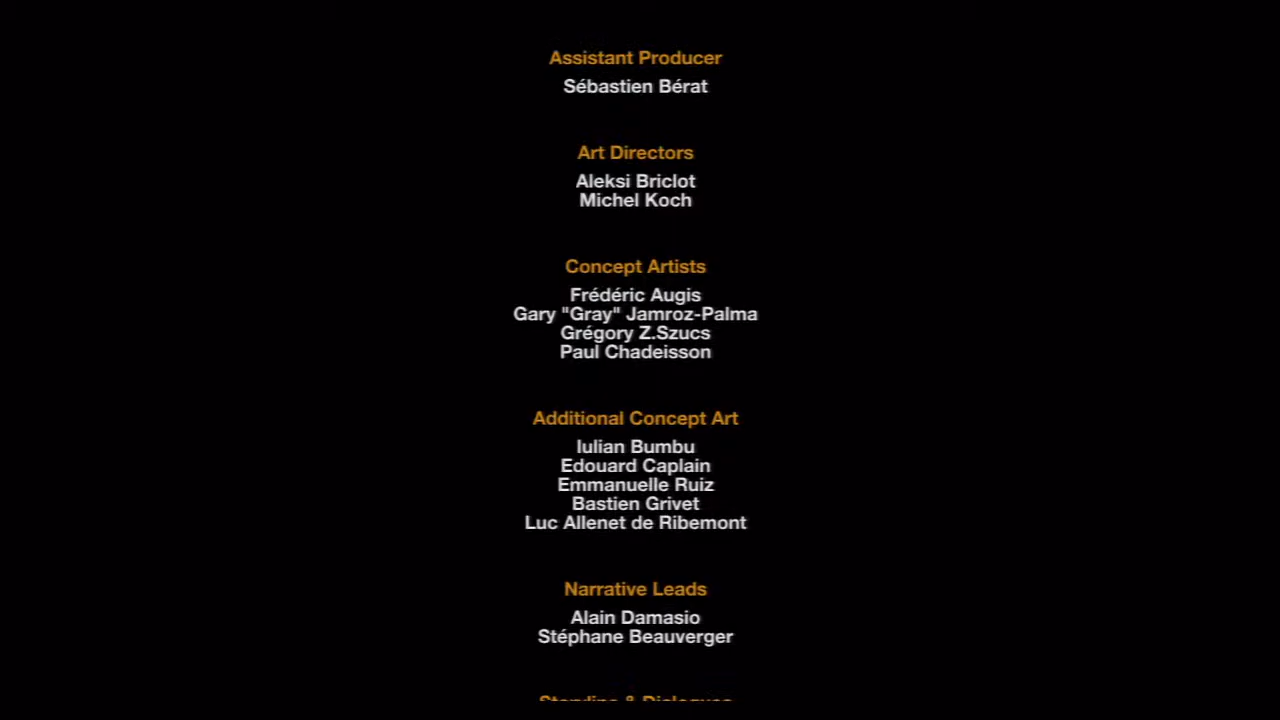 Assistant Producer
Sébastien Bérat
Art Directors
Aleksi Briclot
Michel Koch
Concept Artists
Frédéric Augis
Gary "Gray" Jamroz-Palma
Grégory Z.Szucs
Paul Chadeisson
Additional Concept Art
Iulian Bumbu
Edouard Caplain
Emmanuelle Ruiz
Bastien Grivet
Luc Allenet de Ribemont
Narrative Leads
Alain Damasio
Stéphane Beauverger
Storyline & Dialogues